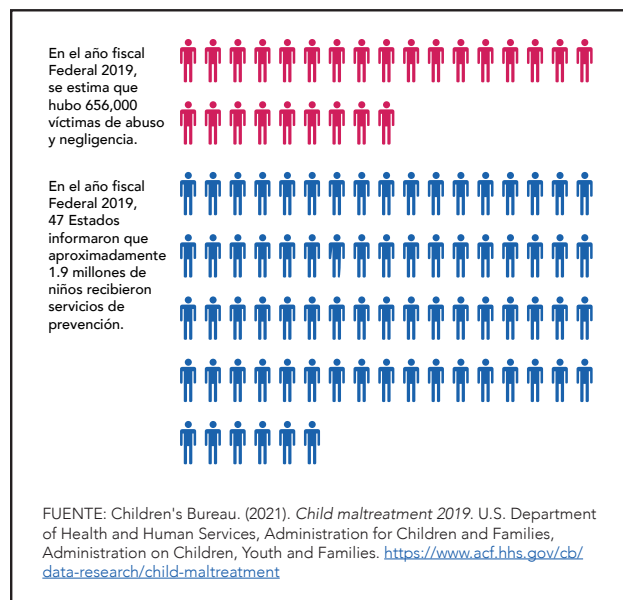 En el año fiscal
Federal 2019,
se estima que
hubo 656,000
víctimas de abuso
y negligencia.
En el año fiscal
Federal 2019,
47 Estados
informaron que
aproximadamente
1.9 millones de
niños recibieron
servicios de
prevención.
FUENTE: Children's Bureau. (2021). Child maltreatment 2019. U.S. Department
of Health and Human Services, Administration for Children and Families,
Administration on Children, Youth and Families. https://www.acf.hhs.gov/cb/
data-research/child-maltreatment